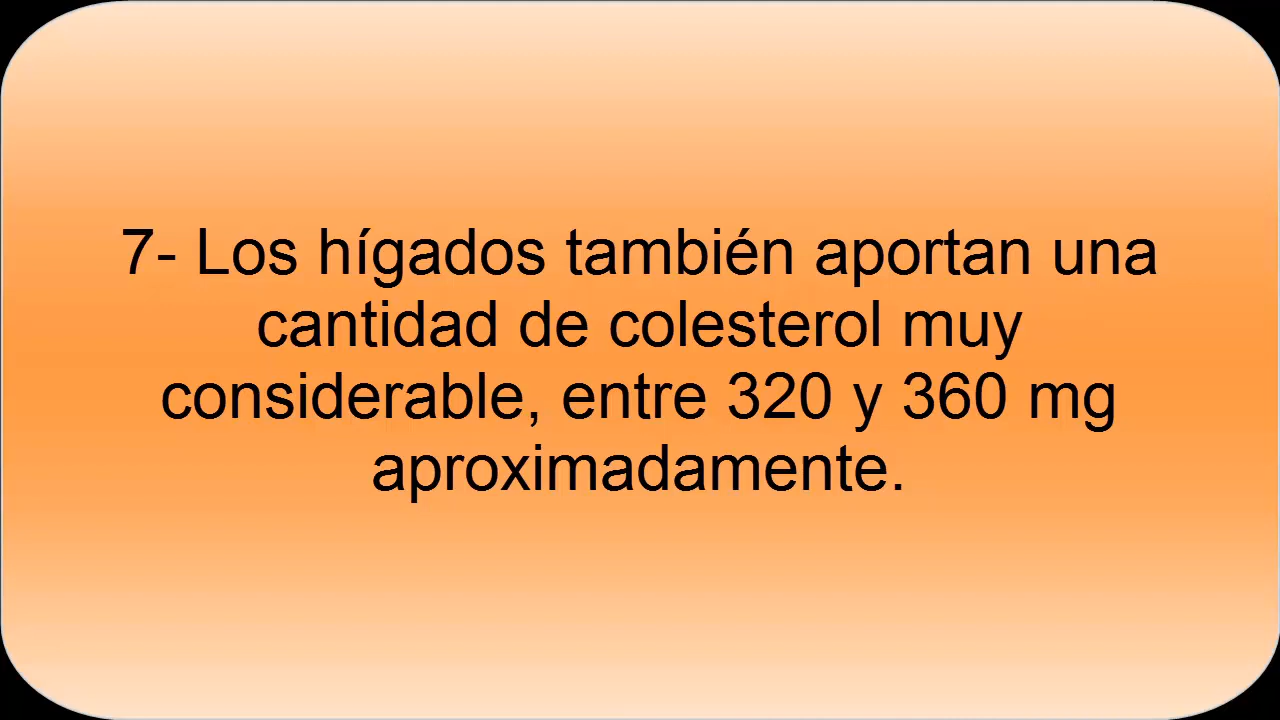 7- Los hígados también aportan una
cantidad de colesterol muy
considerable, entre 320 y 360 mg
aproximadamente.